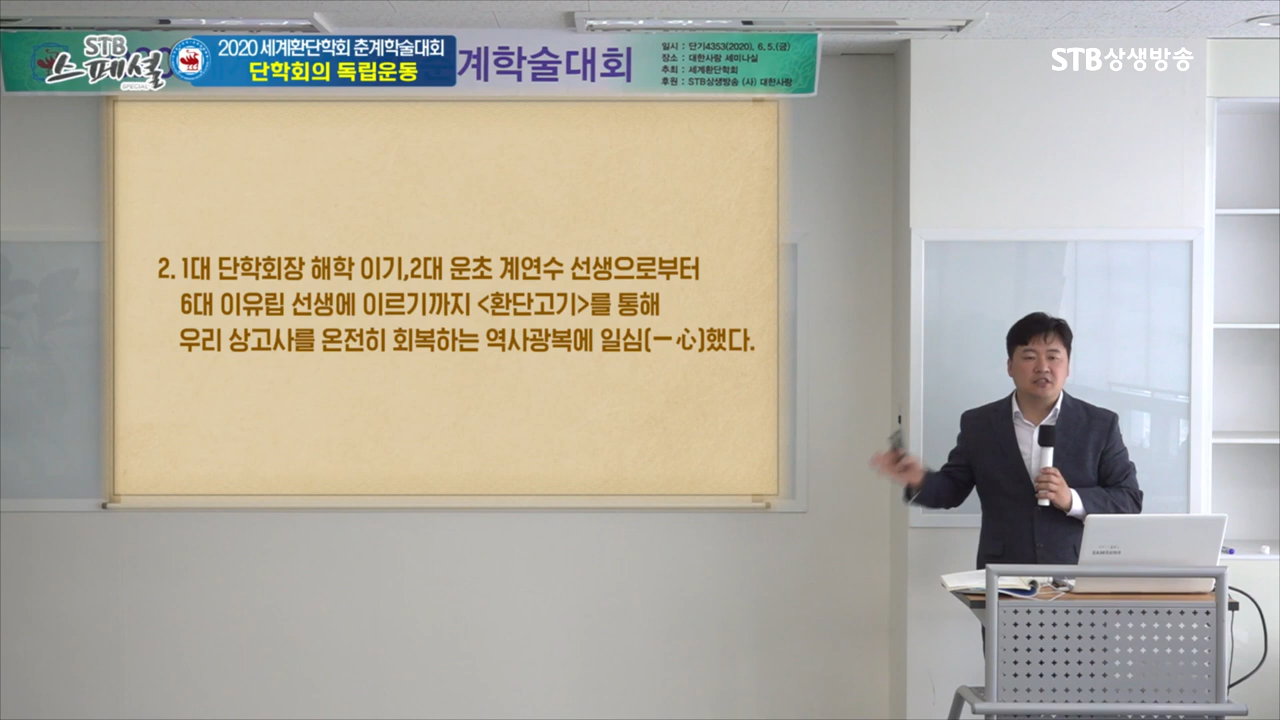 STB
스페셜
SPECIAL
2020 세계환단학회 춘계학술대회
단학회의 독립운동
계학술대회
일시 : 단기4353(2020). 6. 5.(금)
장소 : 대한사랑 세미나실
주최 : 세계환단학회
후원 : STB상생방송 (사) 대한사랑
STB상생방송
2. 1대 단학회장 해학 이기,2대 운초 계연수 선생으로부터
6대 이유립 선생에 이르기까지 <환단고기>를 통해
우리 상고사를 온전히 회복하는 역사광복에 일심(一心)했다.